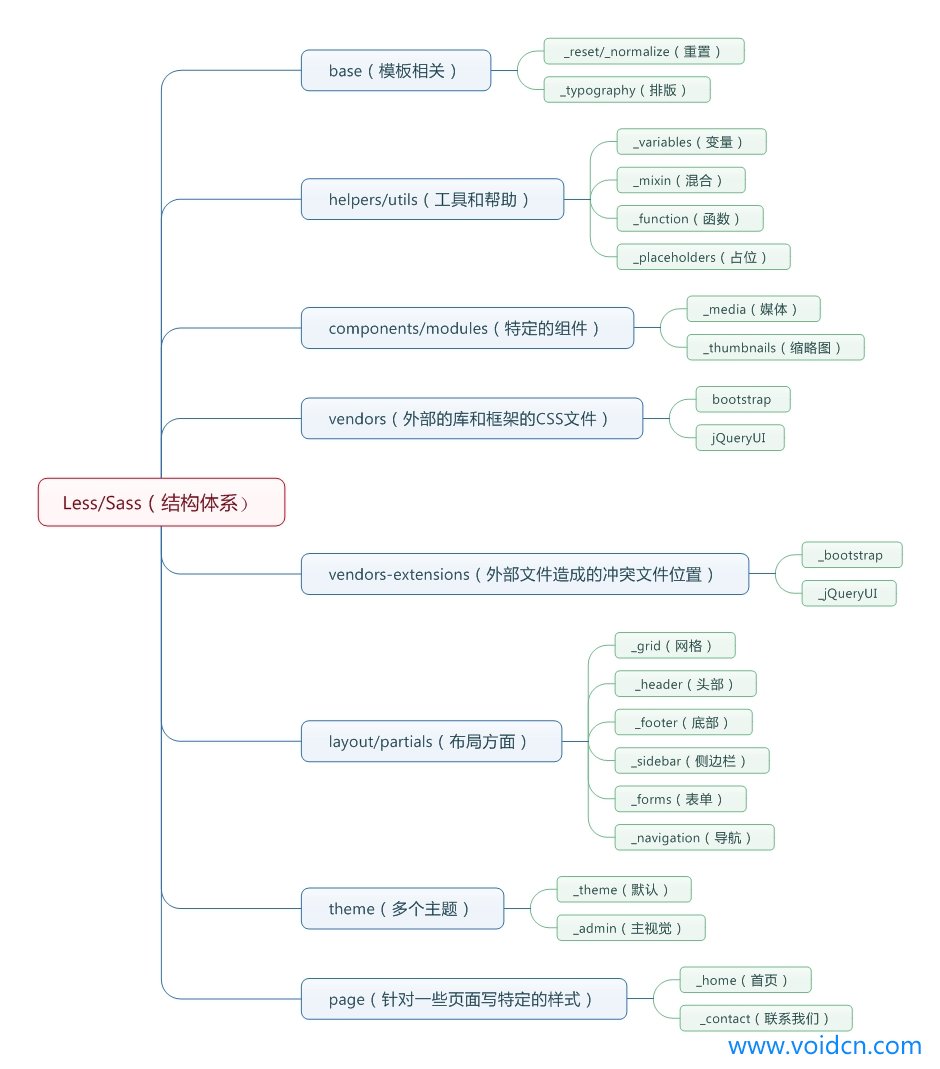 base（模板相关）
_reset/_normalize（重置）
_typography（排版）
helpers/utils（工具和帮助）
_variables（变量）
_mixin（混合）
_function（函数）
_placeholders（占位）
components/modules（特定的组件）
_media（媒体）
_thumbnails（缩略图）
vendors（外部的库和框架的CSS文件）
bootstrap
jQueryUI
Less/Sass（结构体系）
vendors-extensions（外部文件造成的冲突文件位置）
_bootstrap
_jQueryUI
layout/partials（布局方面）
_grid（网格）
_header（头部）
_footer（底部）
_sidebar（侧边栏）
_forms（表单）
_navigation（导航）
theme（多个主题）
_theme（默认）
_admin（主视觉）
page（针对一些页面写特定的样式）
_home（首页）
_contact（联系我们）
www.voidcn.com